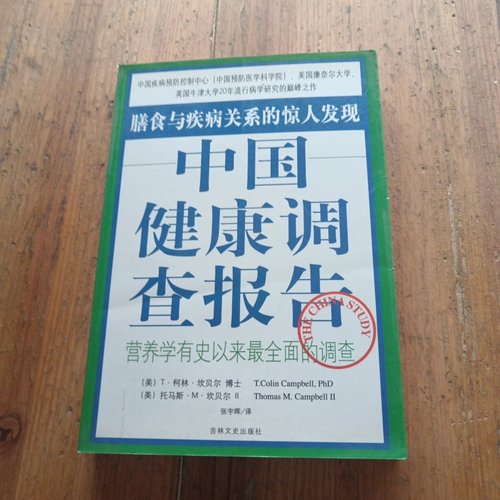 中国疾病预防控制中心（中国预防医学科学院）、美国康奈尔大学、
英国牛津大学20年流行病学研究的巅峰之作
膳食与疾病关系的惊人发现
中国
健康调
查报告
THE CHINA STUDY
营养学有史以来最全面的调查
（美）T·柯林·坎贝尔 博士 T.Colin Campbell, PhD
（美）托马斯·M·坎贝尔 II Thomas M. Campbell II
张宇晖/译
吉林文史出版社